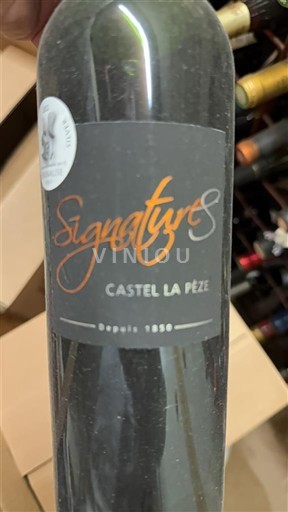 SignatureS
VINIOU
CASTEL LA PÈZE
Depuis 1850